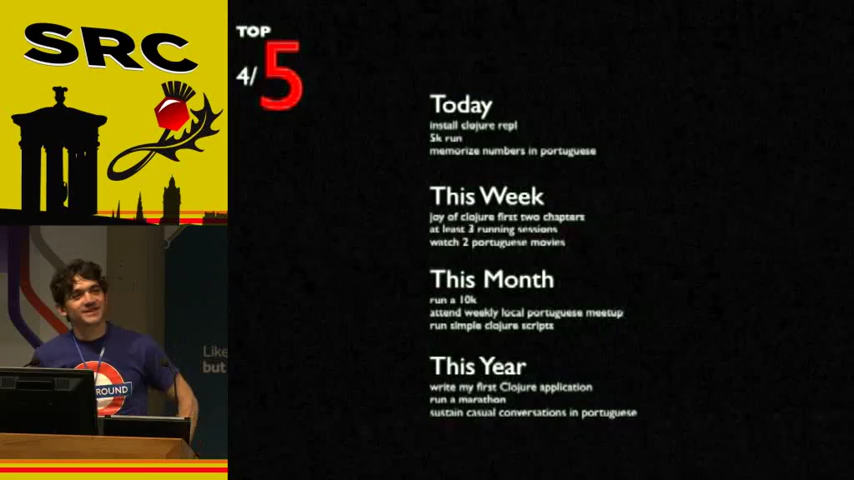 SRC
TOP
4/5
Today
install clojure repl
5k run
memorize numbers in portuguese
This Week
joy of clojure first two chapters
at least 3 running sessions
watch 2 portuguese movies
This Month
run a 10k
attend weekly local portuguese meetup
run simple clojure scripts
This Year
write my first Clojure application
run a marathon
sustain casual conversations in portuguese
ROUND
Like
but